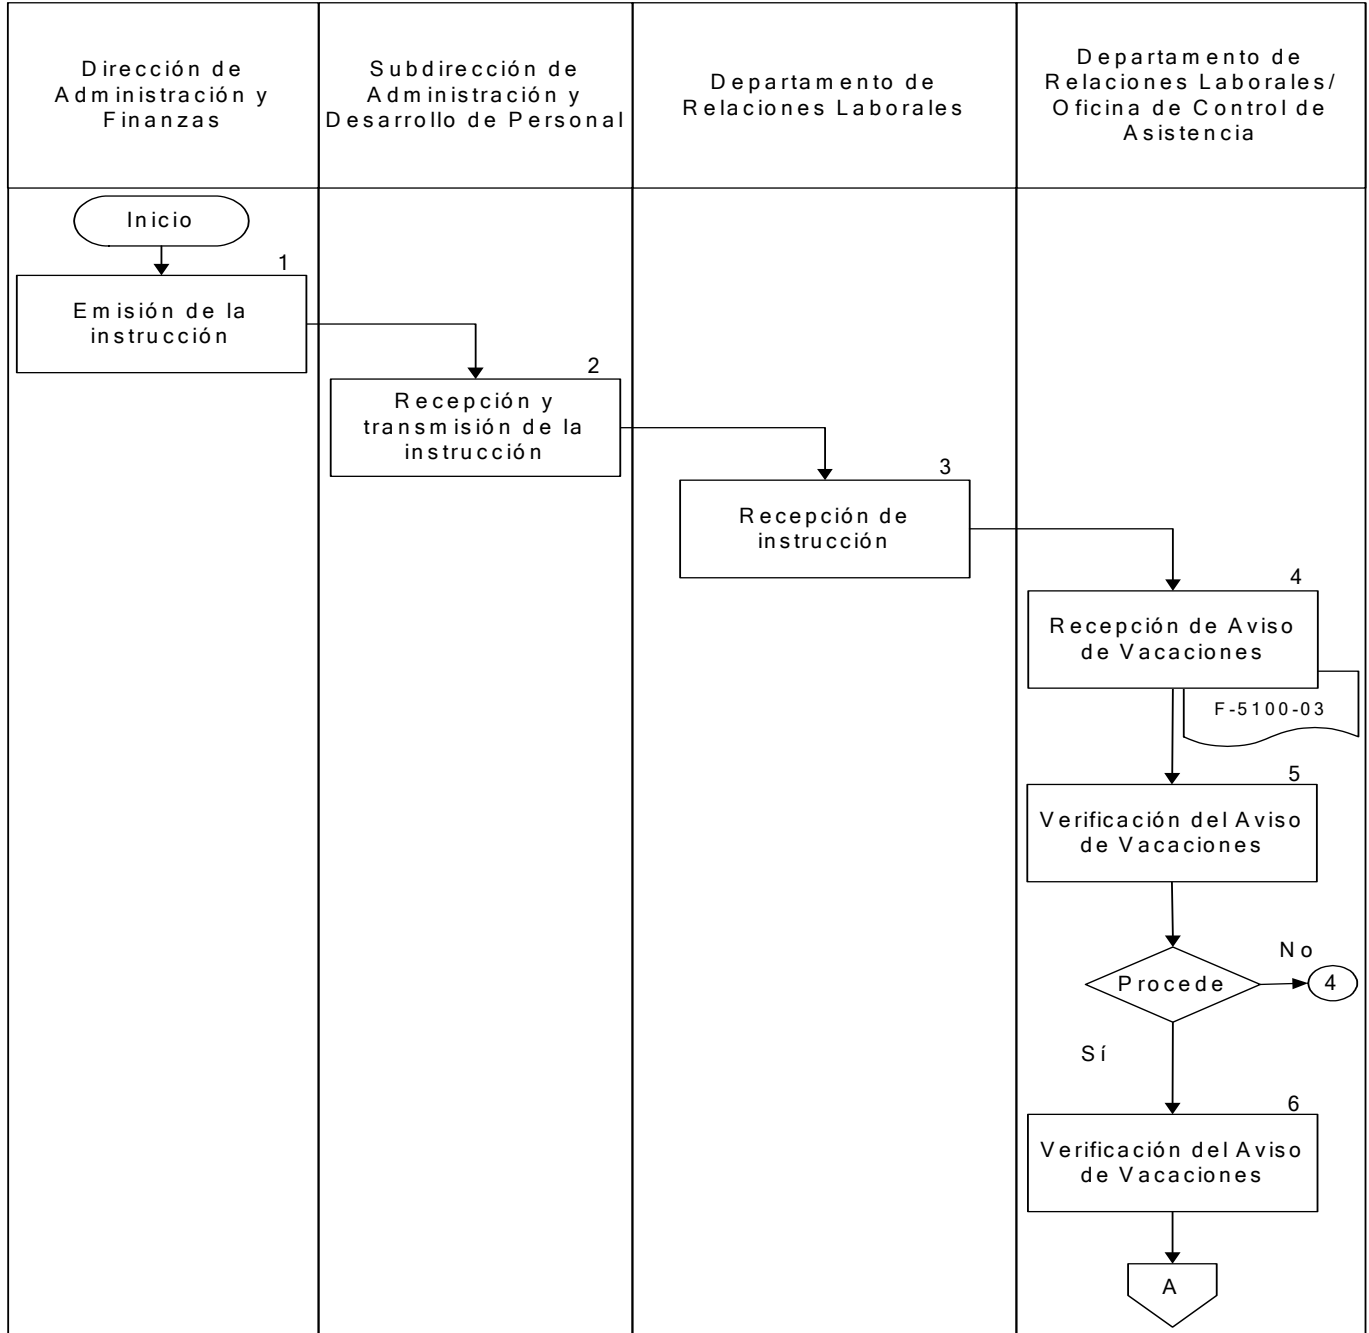 Dirección de
Administración y
Finanzas
Subdirección de
Administración y
Desarrollo de Personal
Departamento de
Relaciones Laborales
Departamento de
Relaciones Laborales/
Oficina de Control de
Asistencia
Inicio
1
Emisión de la
instrucción
2
Recepción y
transmisión de la
instrucción
3
Recepción de
instrucción
4
Recepción de Aviso
de Vacaciones
F-5100-03
5
Verificación del Aviso
de Vacaciones
No
Procede
4
Sí
6
Verificación del Aviso
de Vacaciones
A